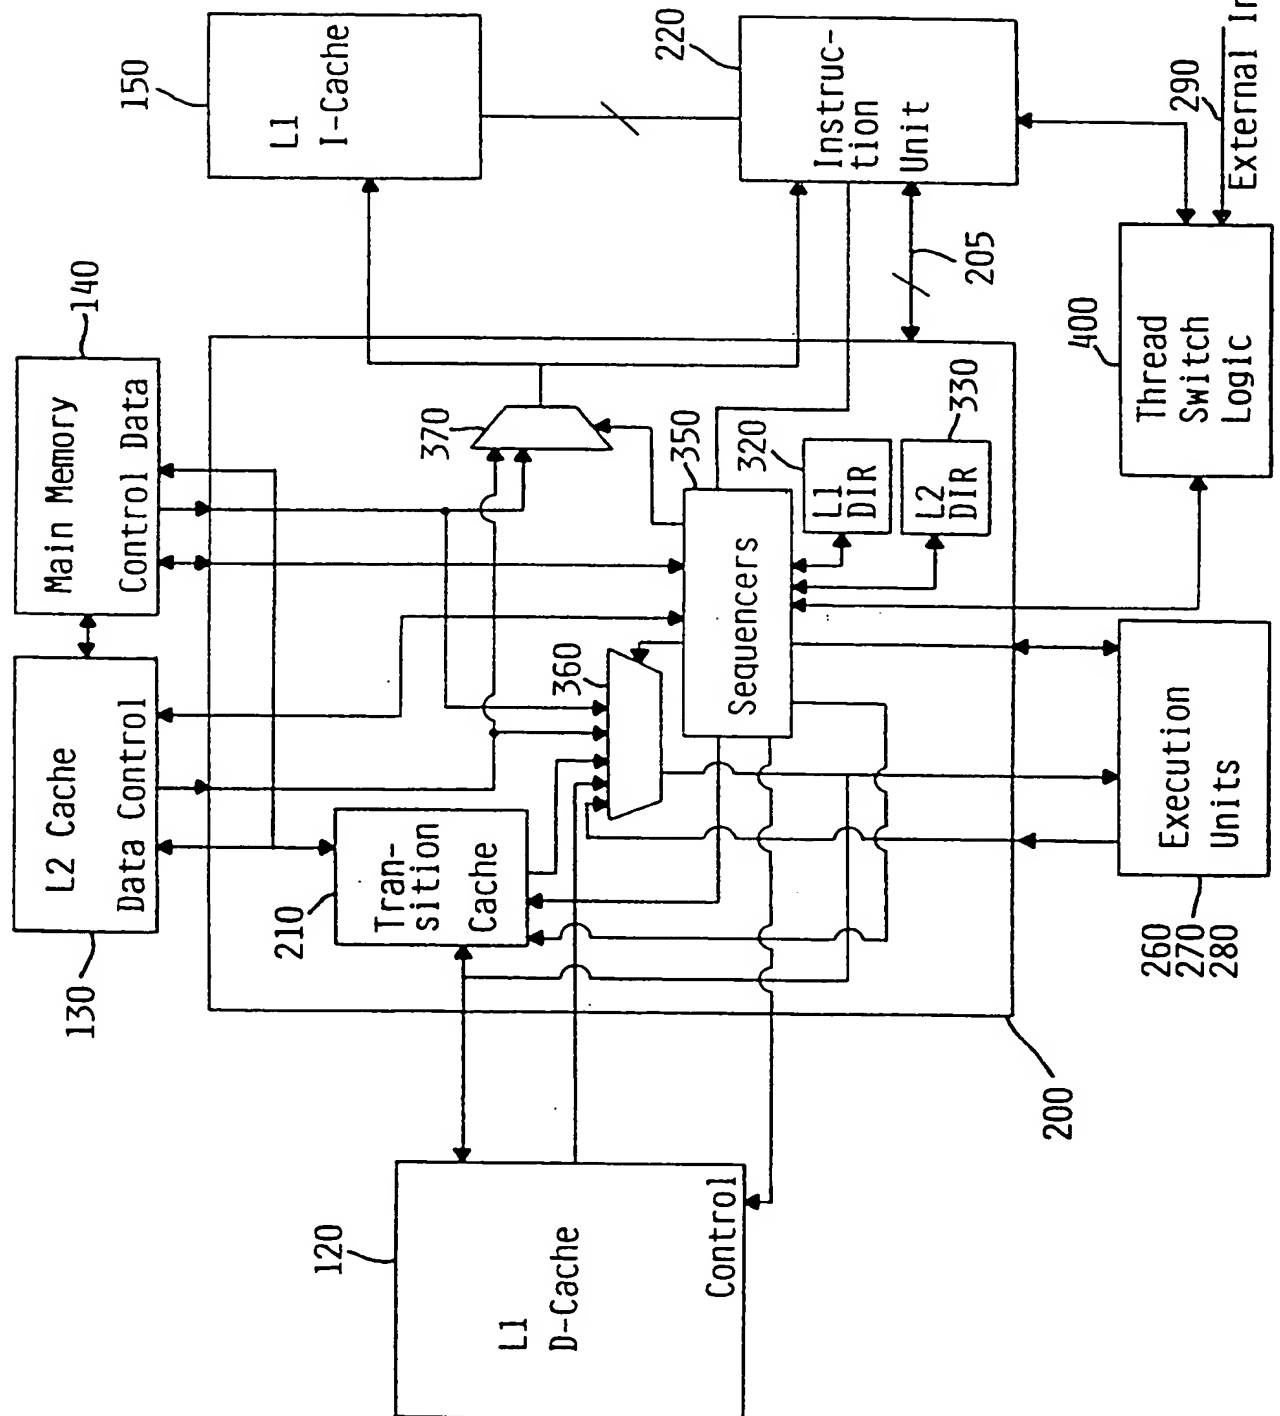 120
L1
D-Cache
Control
200
130
L2 Cache
Data Control
140
Main Memory
Control Data
210
Tran-
sition
Cache
360
370
350
Sequencers
320
L1
DIR
330
L2
DIR
150
L1
I-Cache
220
Instruc-
tion
Unit
205
260
270
280
Execution
Units
400
Thread
Switch
Logic
290
External